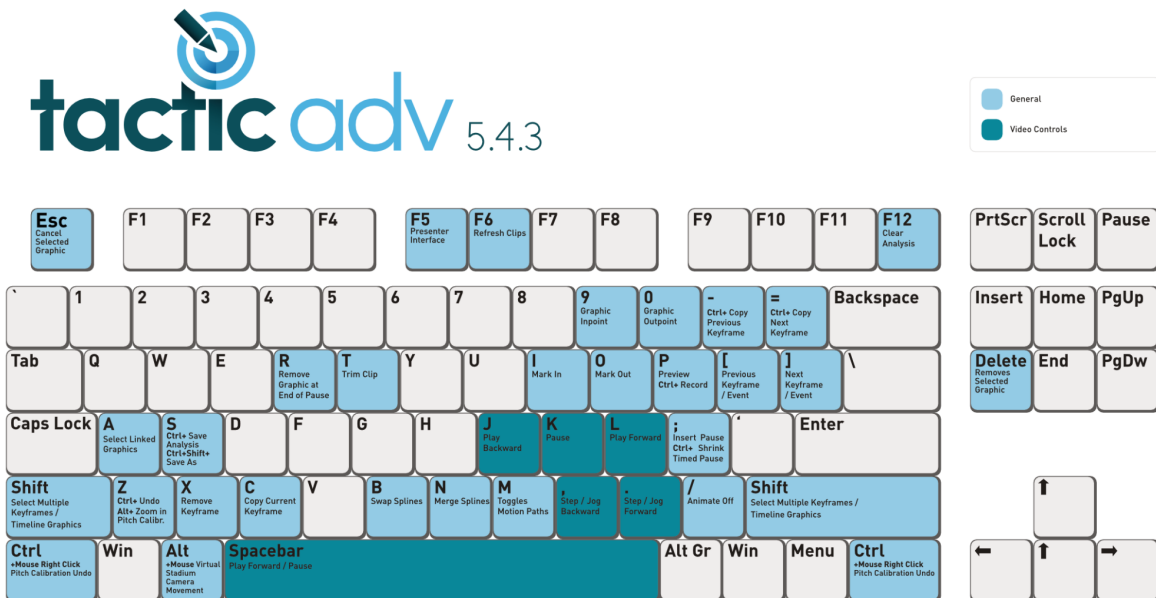 tactic adv 5.4.3
General
Video Controls
Esc
Cancel
Selected
Graphic
F1
F2
F3
F4
F5
Presenter
Interface
F6
Refresh Clips
F7
F8
F9
F10
F11
F12
Clear
Analysis
PrtScr
Scroll
Lock
Pause
`
1
2
3
4
5
6
7
8
9
Graphic
Inpoint
0
Graphic
Outpoint
-
Ctrl+ Copy
Previous
Keyframe
=
Ctrl+ Copy
Next
Keyframe
Backspace
Insert
Home
PgUp
Tab
Q
W
E
R
Remove
Graphic at
End of Pause
T
Trim Clip
Y
U
I
Mark In
O
Mark Out
P
Preview
Ctrl+ Record
[
Previous
Keyframe
/ Event
]
Next
Keyframe
/ Event
\
Delete
Removes
Selected
Graphic
End
PgDw
Caps Lock
A
Select Linked
Graphics
S
Ctrl+ Save
Analysis
Ctrl+Shift+
Save As
D
F
G
H
J
Play
Backward
K
Pause
L
Play Forward
;
Insert Pause
Ctrl+ Shrink
Timed Pause
‘
Enter
Shift
Select Multiple
Keyframes /
Timeline Graphics
Z
Ctrl+ Undo
Alt+ Zoom in
Pitch Calibr.
X
Remove
Keyframe
C
Copy Current
Keyframe
V
B
Swap Splines
N
Merge Splines
M
Toggles
Motion Paths
,
Step / Jog
Backward
.
Step / Jog
Forward
/
Animate Off
Shift
Select Multiple Keyframes /
Timeline Graphics
⬆
Ctrl
+Mouse Right Click
Pitch Calibration Undo
Win
Alt
+Mouse Virtual
Stadium
Camera
Movement
Spacebar
Play Forward / Pause
Alt Gr
Win
Menu
Ctrl
+Mouse Right Click
Pitch Calibration Undo
⬅
⬆
➡